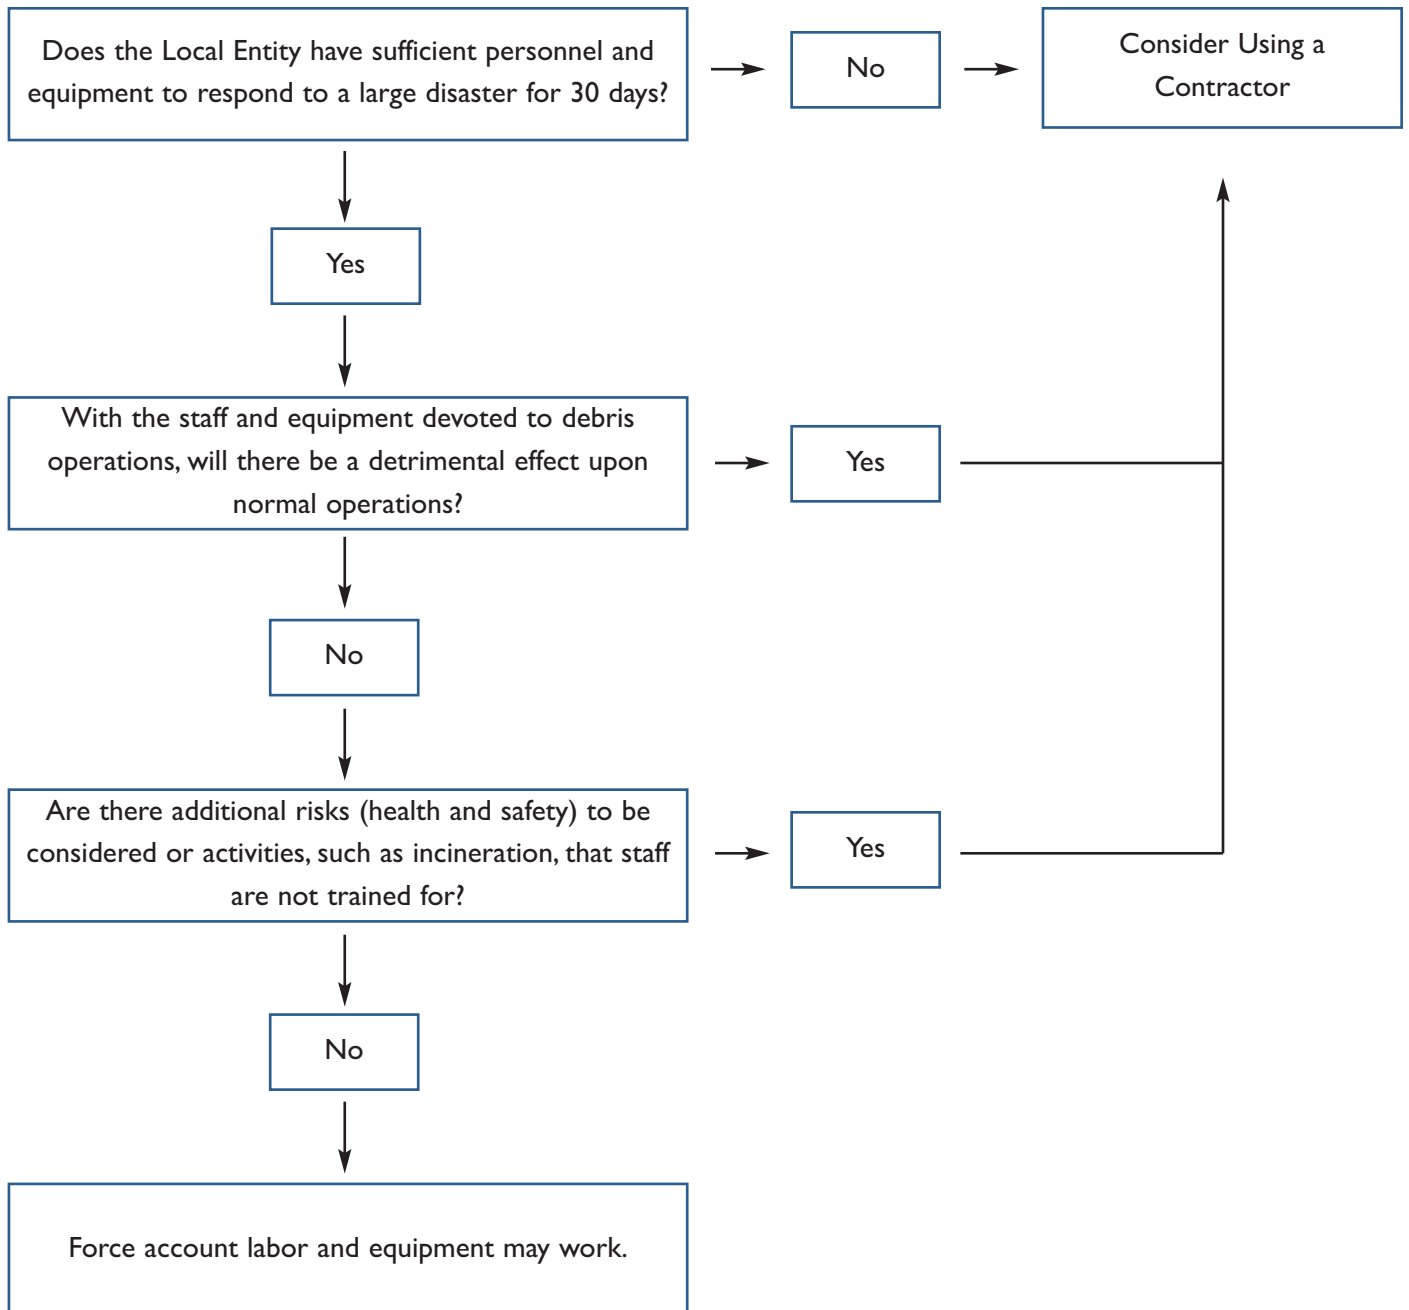 Does the Local Entity have sufficient personnel and
equipment to respond to a large disaster for 30 days?
No
Consider Using a
Contractor
Yes
With the staff and equipment devoted to debris
operations, will there be a detrimental effect upon
normal operations?
Yes
No
Are there additional risks (health and safety) to be
considered or activities, such as incineration, that staff
are not trained for?
Yes
No
Force account labor and equipment may work.